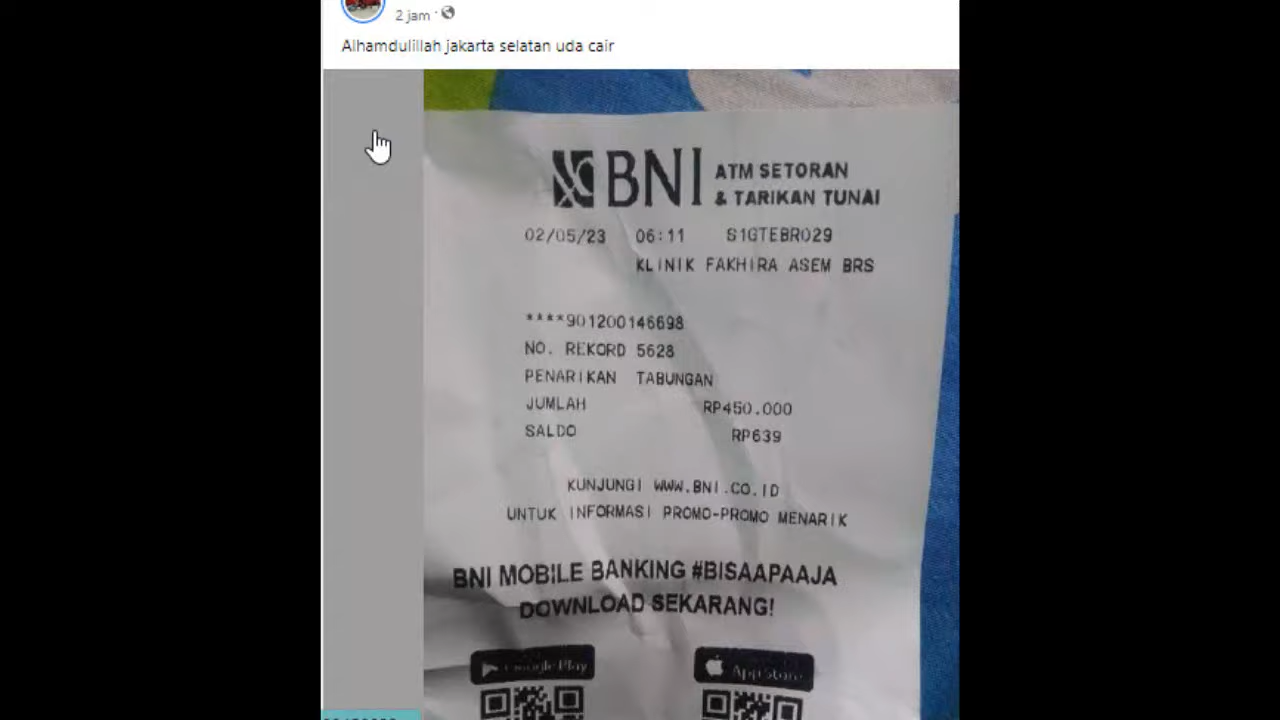 2 jam ·
Alhamdulillah jakarta selatan uda cair
BNI ATM SETORAN
& TARIKAN TUNAI
02/05/23 06:11 S1GTEBRO29
KLINIK FAKHIRA ASEM BRS
****901200146698
NO. REKORD 5628
PENARIKAN TABUNGAN
JUMLAH RP450.000
SALDO RP639
KUNJUNGI WWW.BNI.CO.ID
UNTUK INFORMASI PROMO-PROMO MENARIK
BNI MOBILE BANKING #BISAAPAAJA
DOWNLOAD SEKARANG!
Google Play App Store